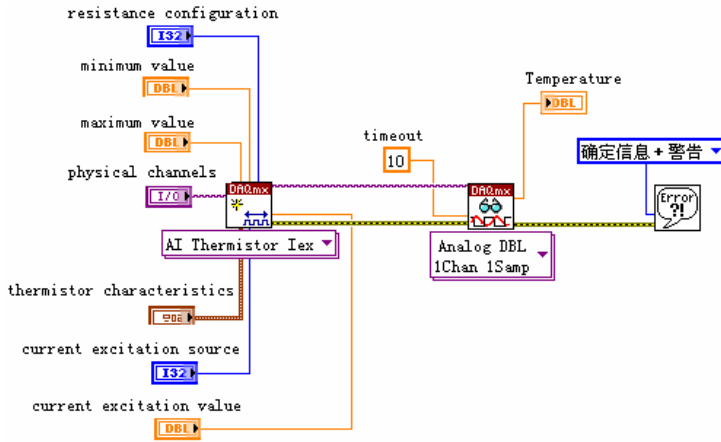 resistance configuration
I32
minimum value
DBL
maximum value
DBL
physical channels
I/O
DAQmx
AI Thermistor Iex
thermistor characteristics
current excitation source
I32
current excitation value
DBL
timeout
10
DAQmx
Analog DBL
1Chan 1Samp
Temperature
DBL
确定信息+警告
Error
?!